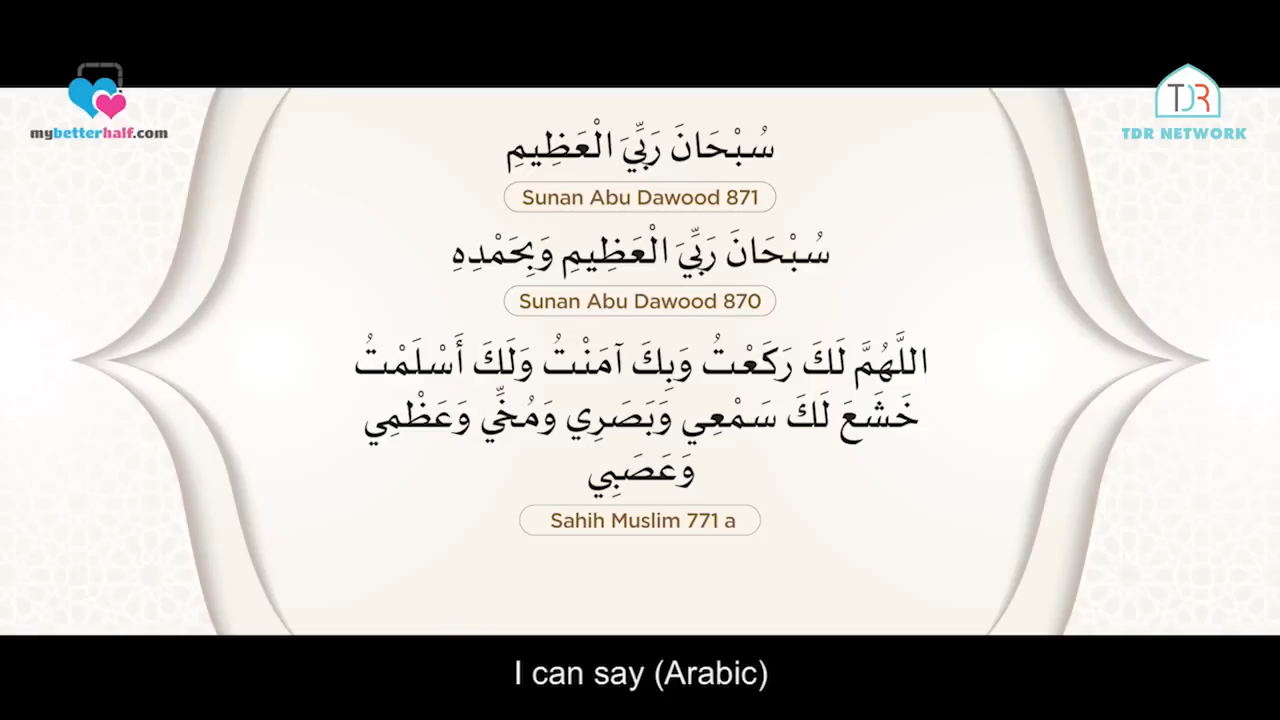 mybetterhalf.com
TDR
TDR NETWORK
سُبْحَانَ رَبِّيَ الْعَظِيمِ
Sunan Abu Dawood 871
سُبْحَانَ رَبِّيَ الْعَظِيمِ وَبِحَمْدِهِ
Sunan Abu Dawood 870
اللَّهُمَّ لَكَ رَكَعْتُ وَبِكَ آمَنْتُ وَلَكَ أَسْلَمْتُ
خَشَعَ لَكَ سَمْعِي وَبَصَرِي وَمُخِّي وَعَظْمِي
وَعَصَبِي
Sahih Muslim 771 a
I can say (Arabic)